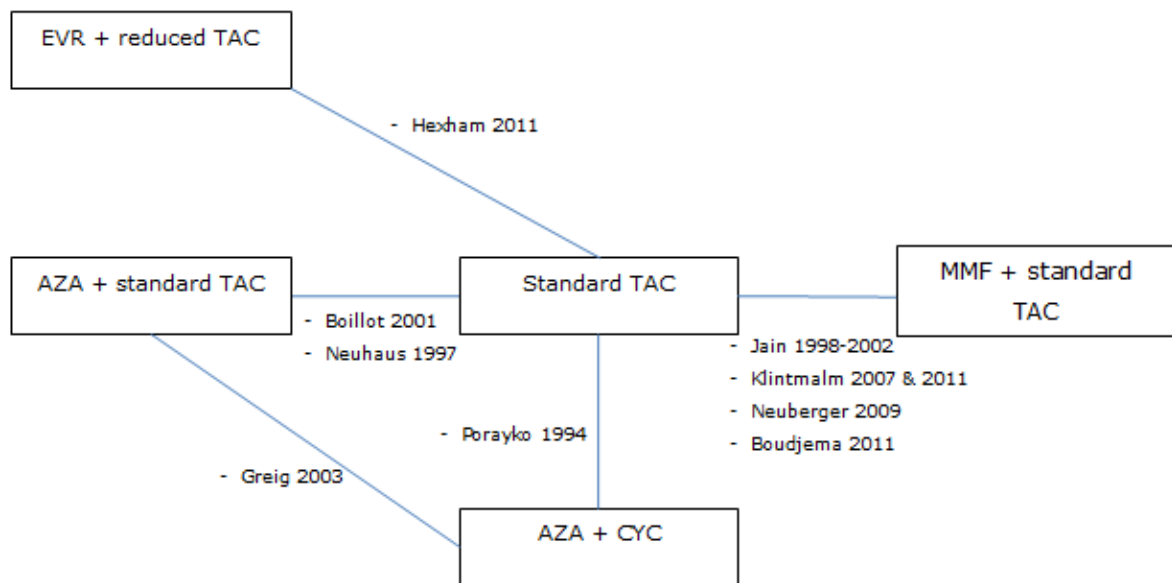 EVR + reduced TAC
- Hexham 2011
AZA + standard TAC
Standard TAC
MMF + standard
TAC
- Boillot 2001
- Neuhaus 1997
- Jain 1998-2002
- Klintmalm 2007 & 2011
- Neuberger 2009
- Boudjema 2011
- Porayko 1994
- Greig 2003
AZA + CYC